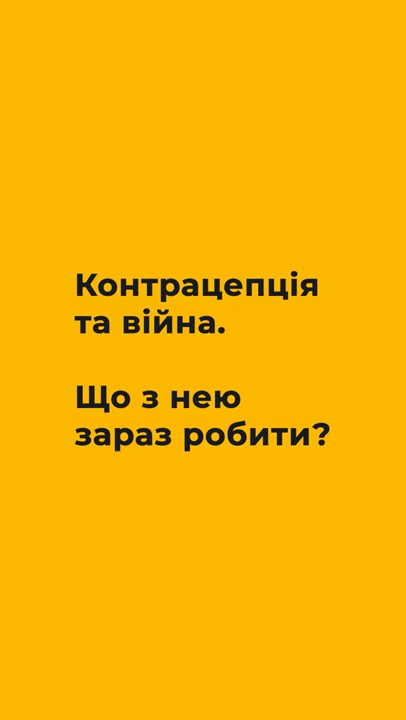 Контрацепція
та війна.
Що з нею
зараз робити?